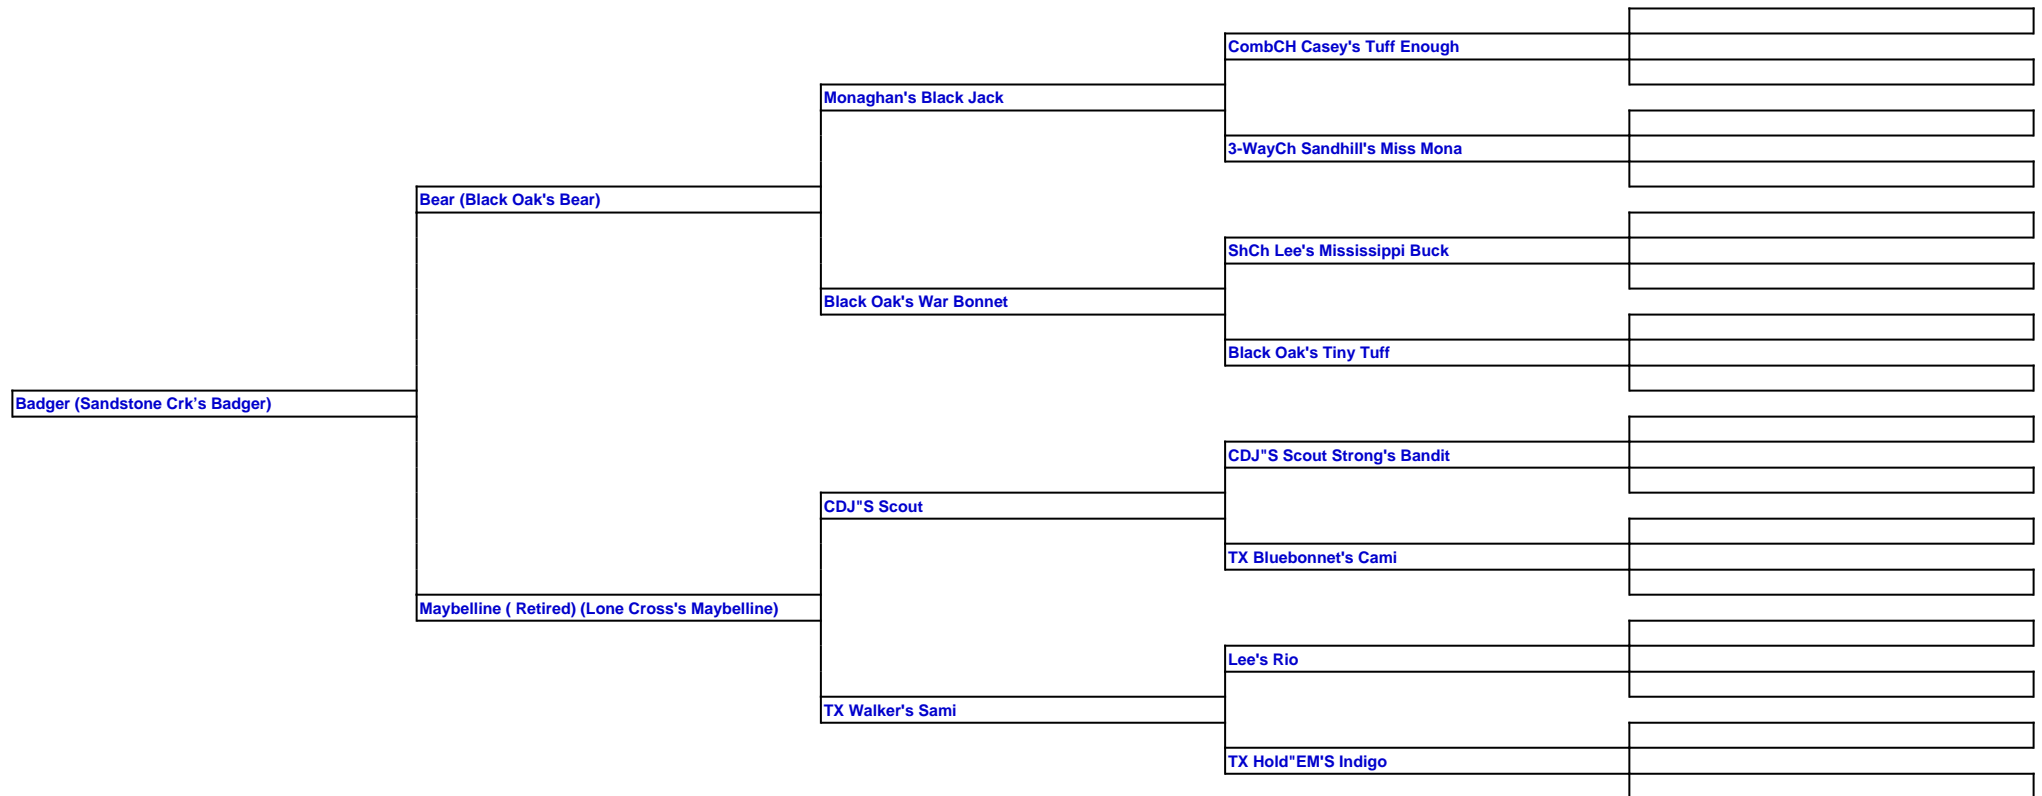 CombCH Casey's Tuff Enough
Monaghan's Black Jack
3-WayCh Sandhill's Miss Mona
Bear (Black Oak's Bear)
ShCh Lee's Mississippi Buck
Black Oak's War Bonnet
Black Oak's Tiny Tuff
Badger (Sandstone Crk’s Badger)
CDJ"S Scout Strong's Bandit
CDJ"S Scout
TX Bluebonnet's Cami
Maybelline ( Retired) (Lone Cross's Maybelline)
Lee's Rio
TX Walker's Sami
TX Hold"EM'S Indigo